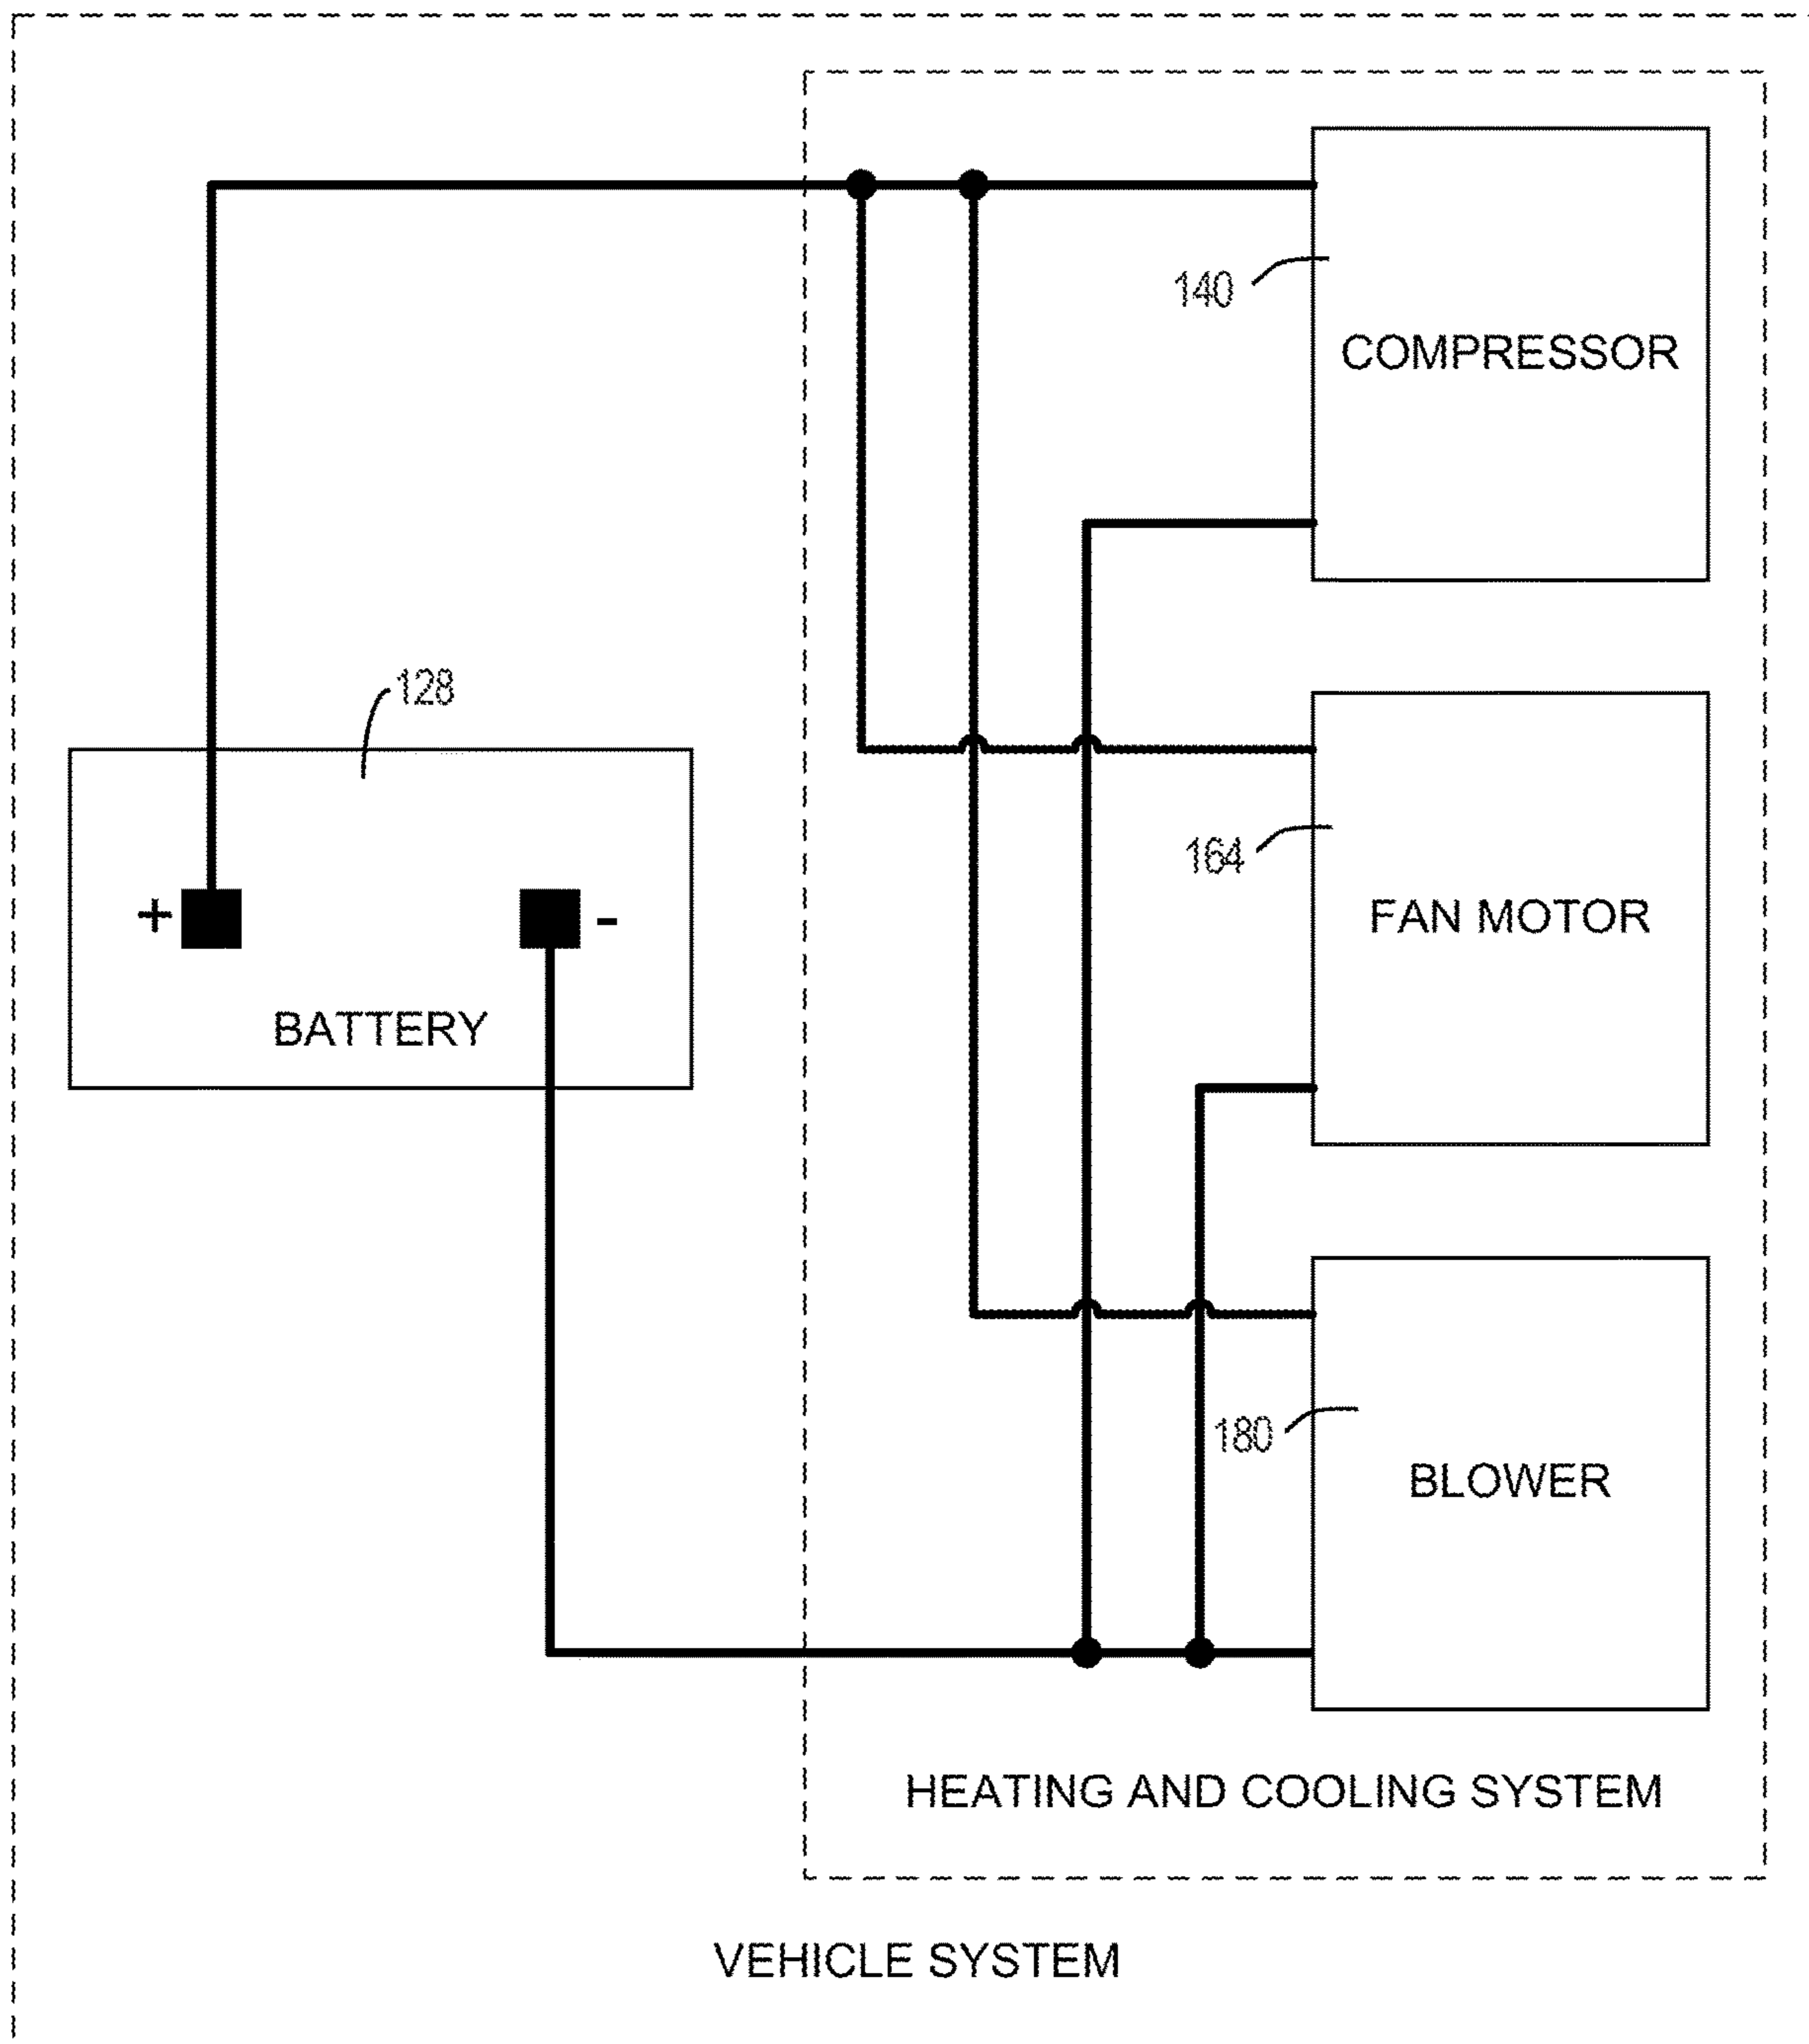 140
COMPRESSOR
128
164
+
-
FAN MOTOR
BATTERY
180
BLOWER
HEATING AND COOLING SYSTEM
VEHICLE SYSTEM